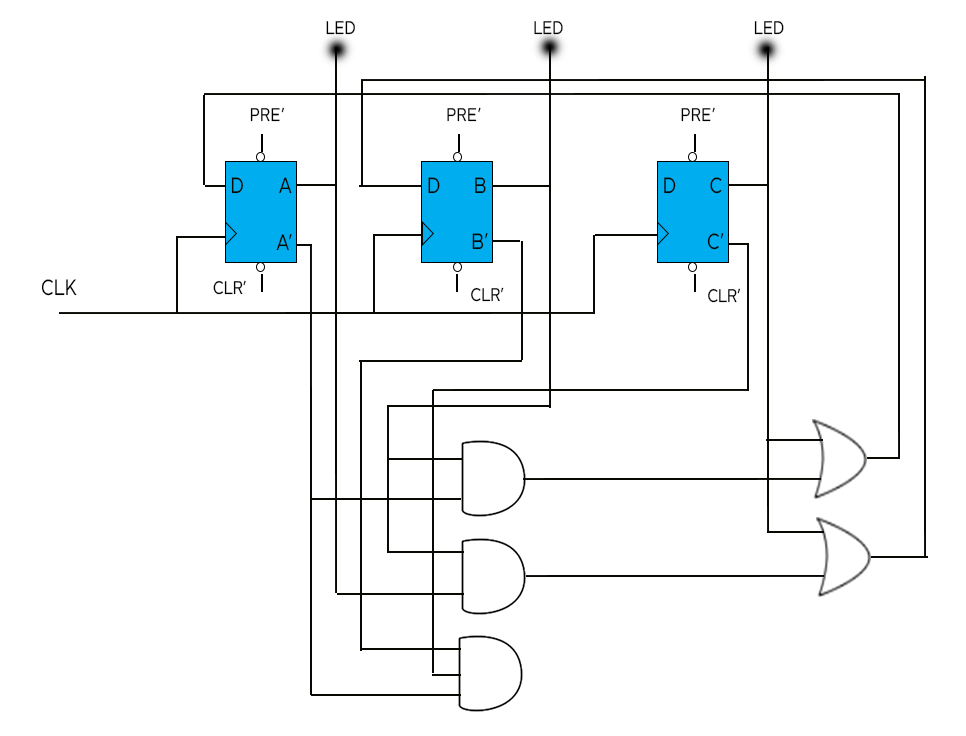 LED LED LED
PRE′ PRE′ PRE′
D A D B D C
A′ B′ C′
CLK CLR′ CLR′ CLR′